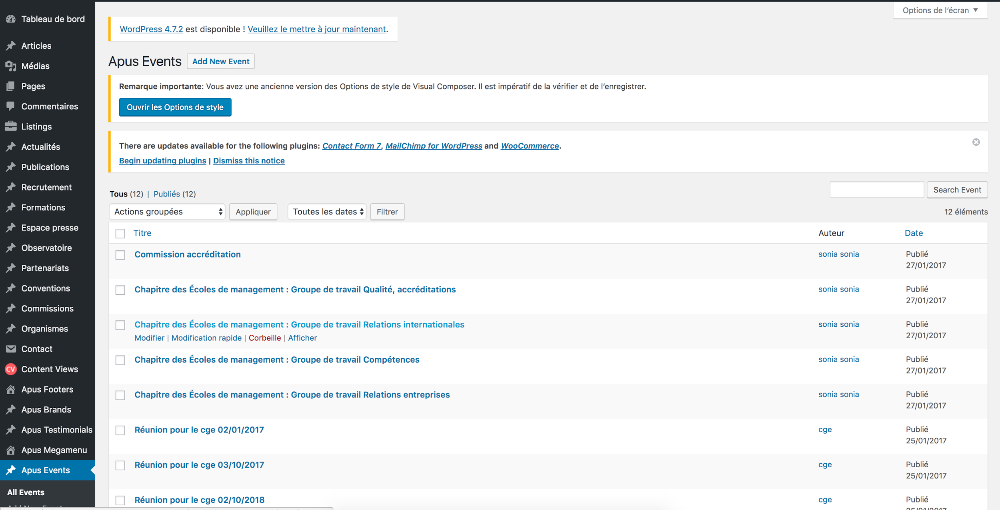 Options de l'écran
Tableau de bord
Articles
Médias
Pages
Commentaires
Listings
Actualités
Publications
Recrutement
Formations
Espace presse
Observatoire
Partenariats
Conventions
Commissions
Organismes
Contact
CV Content Views
Apus Footers
Apus Brands
Apus Testimonials
Apus Megamenu
Apus Events
All Events
Add New Event
WordPress 4.7.2 est disponible ! Veuillez le mettre à jour maintenant.
Apus Events Add New Event
Remarque importante: Vous avez une ancienne version des Options de style de Visual Composer. Il est impératif de la vérifier et de l'enregistrer.
Ouvrir les Options de style
There are updates available for the following plugins: Contact Form 7, MailChimp for WordPress and WooCommerce.
Begin updating plugins | Dismiss this notice
Tous (12) | Publiés (12)
Search Event
Actions groupées Appliquer Toutes les dates Filtrer
12 éléments
Titre Auteur Date
Commission accréditation sonia sonia Publié
27/01/2017
Chapitre des Écoles de management : Groupe de travail Qualité, accréditations sonia sonia Publié
27/01/2017
Chapitre des Écoles de management : Groupe de travail Relations internationales sonia sonia Publié
Modifier | Modification rapide | Corbeille | Afficher 27/01/2017
Chapitre des Écoles de management : Groupe de travail Compétences sonia sonia Publié
27/01/2017
Chapitre des Écoles de management : Groupe de travail Relations entreprises sonia sonia Publié
27/01/2017
Réunion pour le cge 02/01/2017 cge Publié
25/01/2017
Réunion pour le cge 03/10/2017 cge Publié
25/01/2017
Réunion pour le cge 02/10/2018 cge Publié
25/01/2017